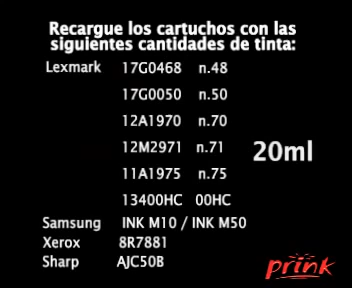 Recargue los cartuchos con las
siguientes cantidades de tinta:
Lexmark 17G0468 n.48
17G0050 n.50
12A1970 n.70
12M2971 n.71 20ml
11A1975 n.75
13400HC 00HC
Samsung INK M10 / INK M50
Xerox 8R7881
Sharp AJC50B
prink